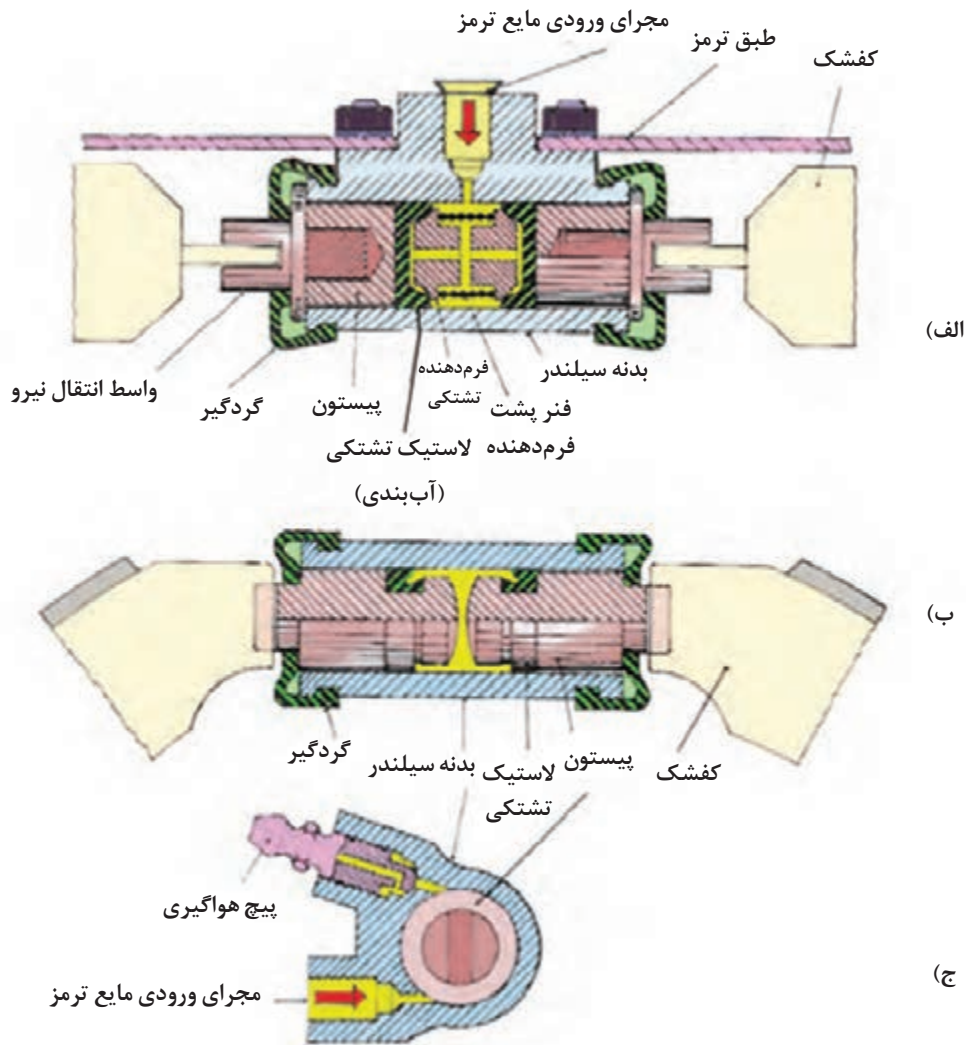 مجرای ورودی مایع ترمز
طبق ترمز
کفشک
الف)
واسط انتقال نیرو
گردگیر
پیستون
فرم‌دهنده
تشتکی
فنر پشت
فرم‌دهنده
بدنه سیلندر
لاستیک تشتکی
(آب‌بندی)
ب)
گردگیر
بدنه سیلندر
لاستیک
تشتکی
پیستون
کفشک
پیچ هواگیری
ج)
مجرای ورودی مایع ترمز